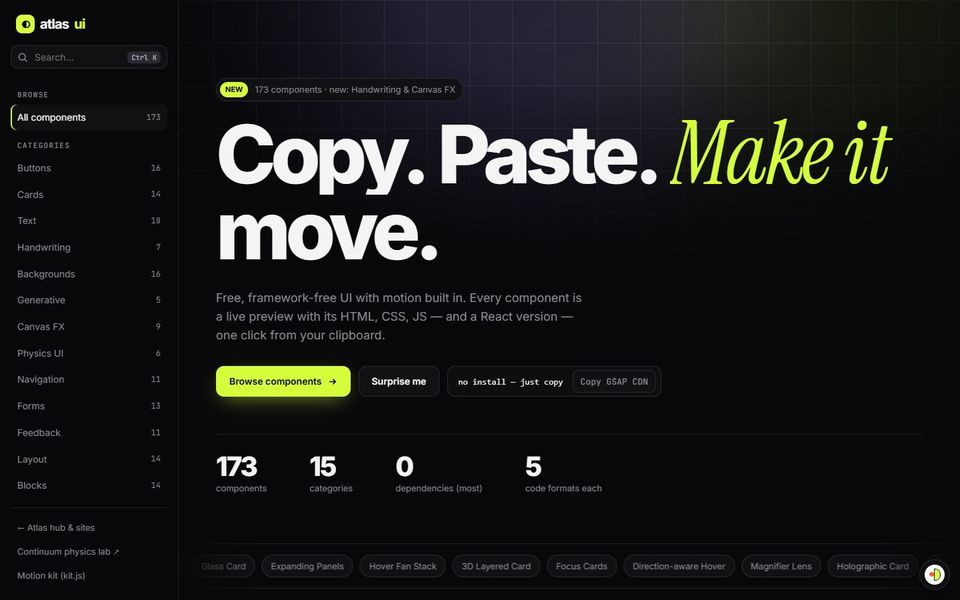 atlas ui
Search...
Ctrl K
BROWSE
All components 173
CATEGORIES
Buttons 16
Cards 14
Text 18
Handwriting 7
Backgrounds 16
Generative 5
Canvas FX 9
Physics UI 6
Navigation 11
Forms 13
Feedback 11
Layout 14
Blocks 14
← Atlas hub & sites
Continuum physics lab ↗
Motion kit (kit.js)
NEW 173 components · new: Handwriting & Canvas FX
Copy. Paste. Make it
move.
Free, framework-free UI with motion built in. Every component is
a live preview with its HTML, CSS, JS — and a React version —
one click from your clipboard.
Browse components →
Surprise me
no install — just copy
Copy GSAP CDN
173 15 0 5
components categories dependencies (most) code formats each
Glass Card Expanding Panels Hover Fan Stack 3D Layered Card Focus Cards Direction-aware Hover Magnifier Lens Holographic Card